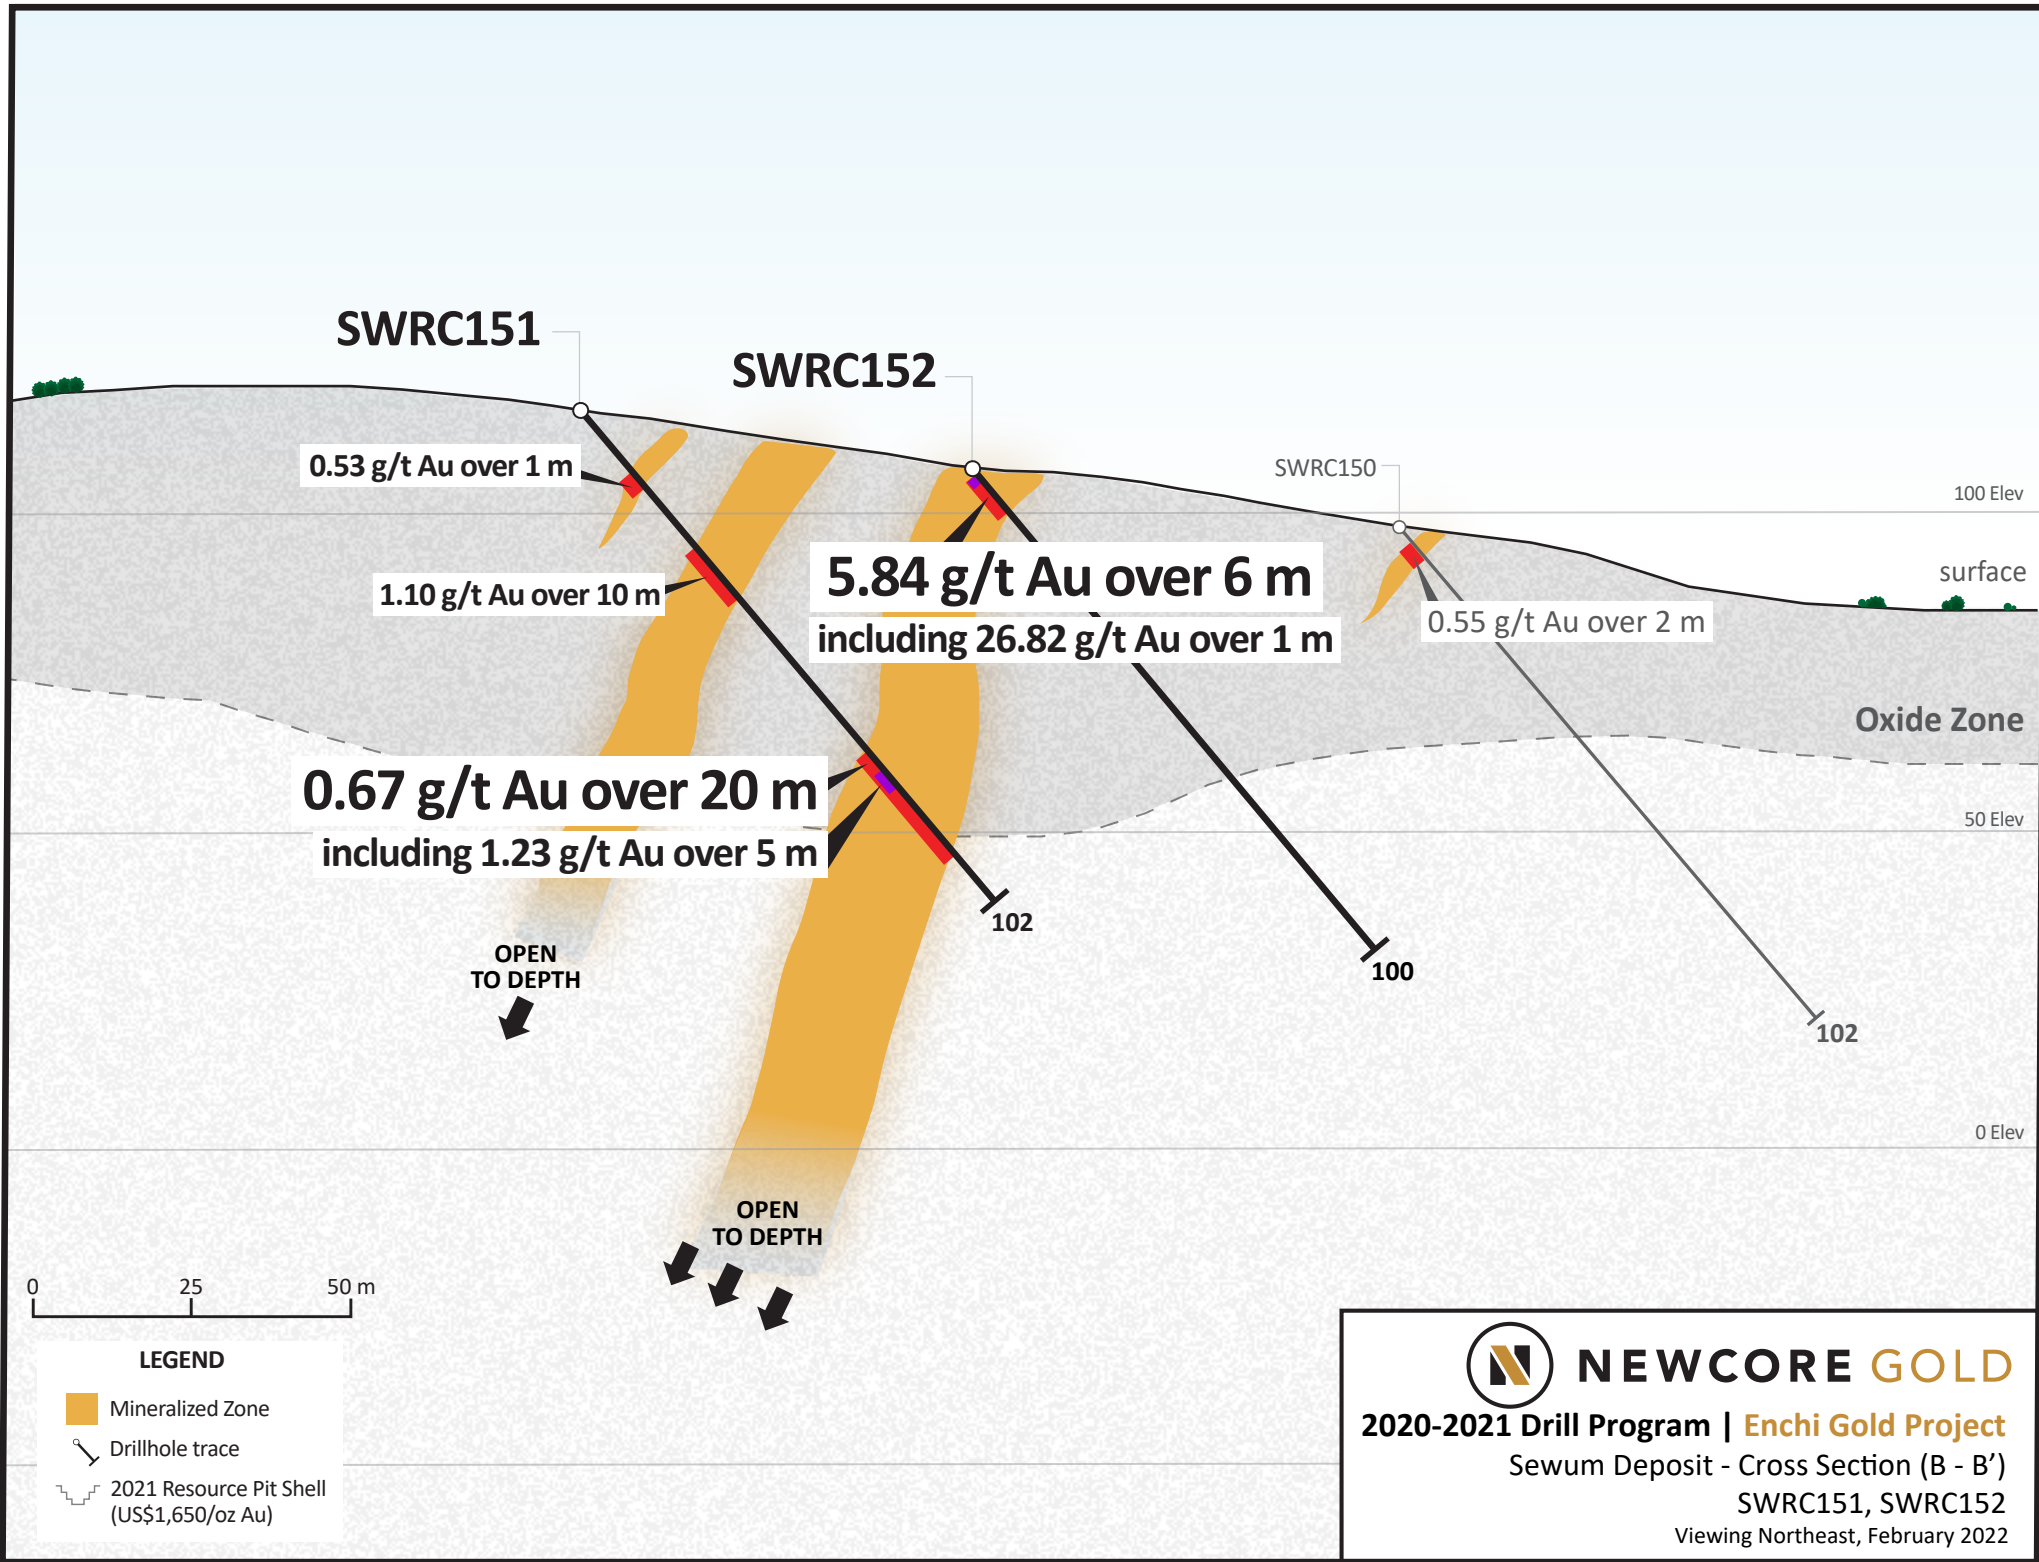 SWRC151
SWRC152
SWRC150
0.53 g/t Au over 1 m
100 Elev
5.84 g/t Au over 6 m
including 26.82 g/t Au over 1 m
surface
1.10 g/t Au over 10 m
0.55 g/t Au over 2 m
Oxide Zone
0.67 g/t Au over 20 m
including 1.23 g/t Au over 5 m
50 Elev
102
100
102
OPEN
TO DEPTH
0 Elev
OPEN
TO DEPTH
0 25 50 m
LEGEND
Mineralized Zone
Drillhole trace
2021 Resource Pit Shell
(US$1,650/oz Au)
N NEWCORE GOLD
2020-2021 Drill Program | Enchi Gold Project
Sewum Deposit - Cross Section (B - B’)
SWRC151, SWRC152
Viewing Northeast, February 2022